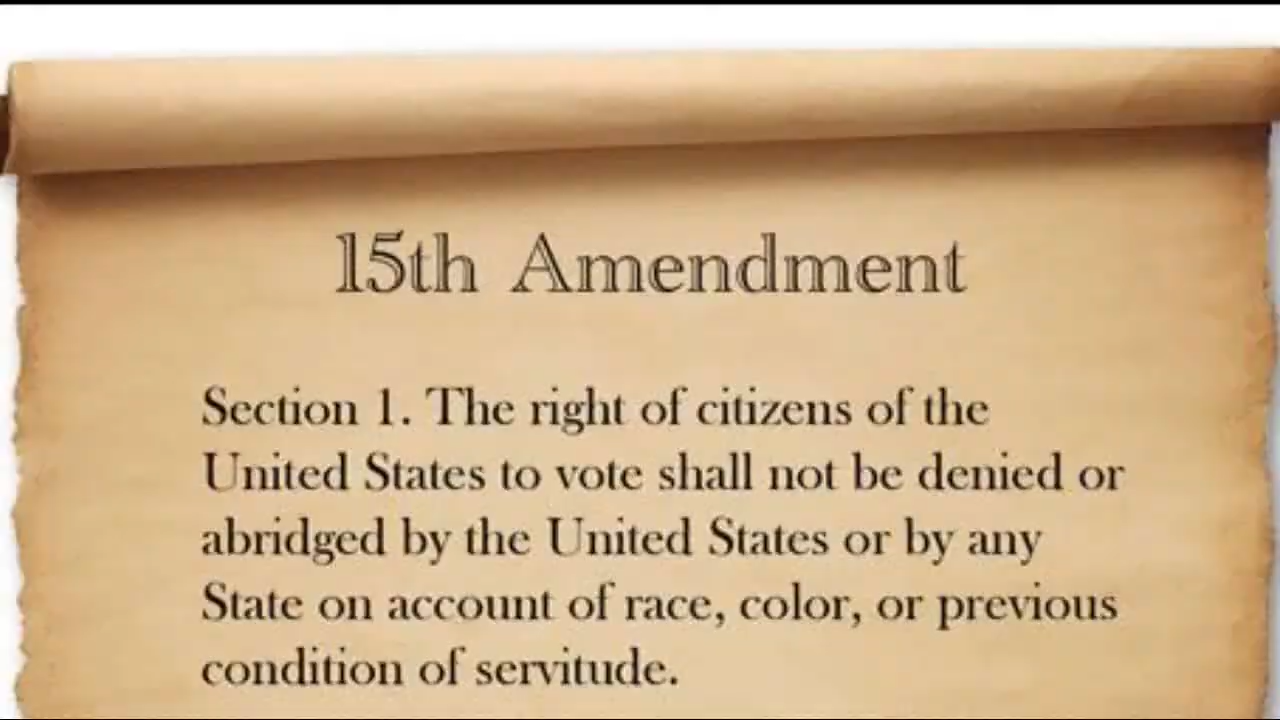 15th Amendment
Section 1. The right of citizens of the
United States to vote shall not be denied or
abridged by the United States or by any
State on account of race, color, or previous
condition of servitude.